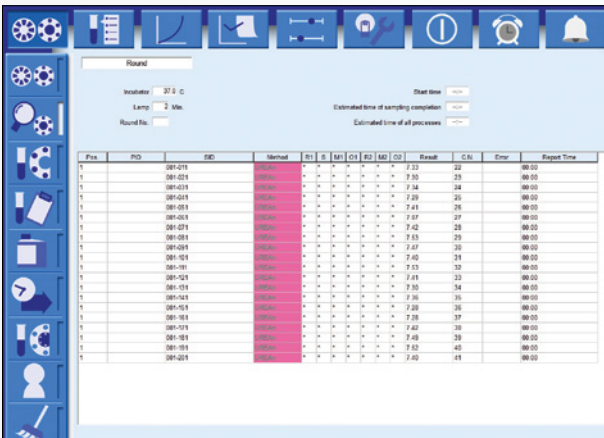 Round
Incubator 37.0 C Start time --:--
Lamp 2 Min. Estimated time of sampling completion --:--
Round No. Estimated time of all processes --:--
Pos. PID SID Method R1 S M1 O1 R2 M2 O2 Result C.N. Error Report Time
1 001-011 * * * * * * * 7.33 22 00:00
1 001-021 * * * * * * * 7.30 23 00:00
1 001-031 * * * * * * * 7.34 24 00:00
1 001-041 * * * * * * * 7.29 25 00:00
1 001-051 * * * * * * * 7.41 26 00:00
1 001-061 * * * * * * * 27 00:00
1 001-071 * * * * * * * 7.42 28 00:00
1 001-081 * * * * * * * 29 00:00
1 001-091 * * * * * * * 7.47 30 00:00
1 001-101 * * * * * * * 7.40 31 00:00
1 001-111 * * * * * * * 32 00:00
1 001-121 * * * * * * * 7.41 33 00:00
1 001-131 * * * * * * * 7.30 34 00:00
1 001-141 * * * * * * * 7.36 35 00:00
1 001-151 * * * * * * * 7.28 36 00:00
1 001-161 * * * * * * * 7.28 37 00:00
1 001-171 * * * * * * * 7.42 38 00:00
1 001-181 * * * * * * * 7.49 39 00:00
1 001-191 * * * * * * * 7.52 40 00:00
1 001-201 * * * * * * * 7.40 41 00:00